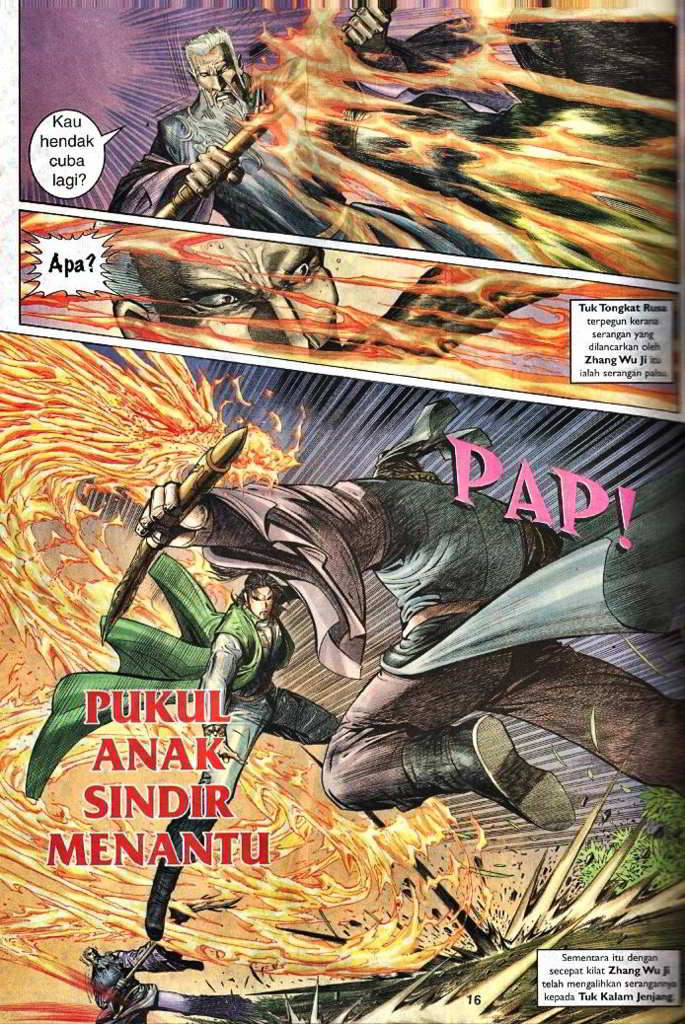 Kau
hendak
cuba
lagi?
Apa?
Tuk Tongkat Rusa
terpegun kerana
serangan yang
dilancarkan oleh
Zhang Wu Ji itu
ialah serangan palsu.
PAP!
PUKUL
ANAK
SINDIR
MENANTU
Sementara itu dengan
secepat kilat Zhang Wu Ji
telah mengalihkan serangannya
kepada Tuk Kalam Jenjang.
16